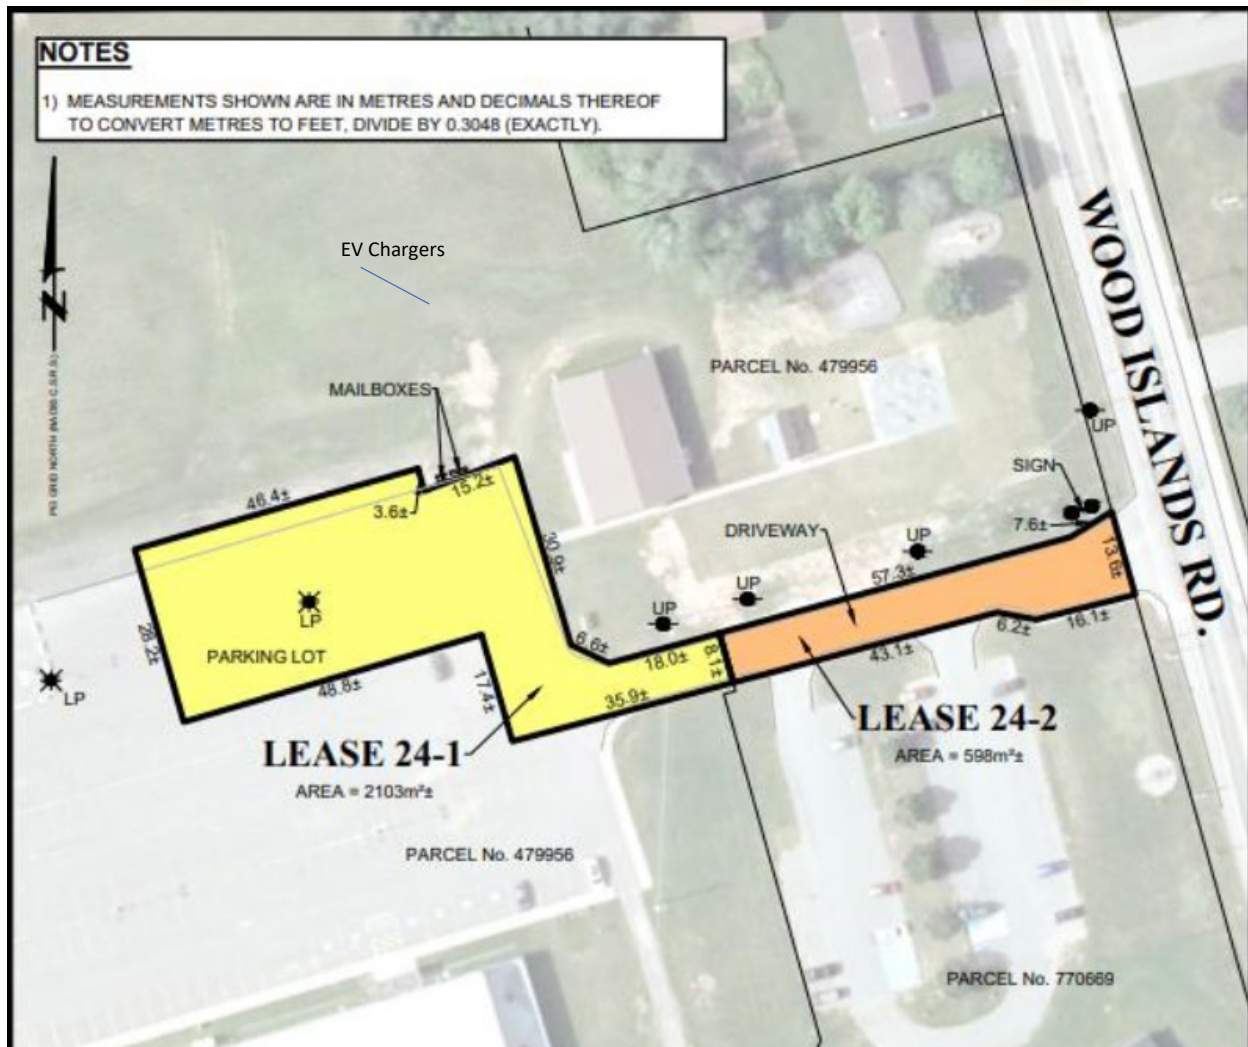 NOTES
1) MEASUREMENTS SHOWN ARE IN METRES AND DECIMALS THEREOF
TO CONVERT METRES TO FEET, DIVIDE BY 0.3048 (EXACTLY).
N
EV Chargers
WOOD ISLANDS RD.
PARCEL No. 479956
MAILBOXES
UP
SIGN
46.4±
15.2±
3.6±
7.6±
DRIVEWAY
UP
30.9±
57.3±
13.6±
UP
LP
UP
6.6±
6.2±
16.1±
28.2±
PARKING LOT
18.0±
8.1±
43.1±
LP
48.8±
17.4±
35.9±
LEASE 24-2
AREA = 598m²±
LEASE 24-1
AREA = 2103m²±
PARCEL No. 479956
PARCEL No. 770669